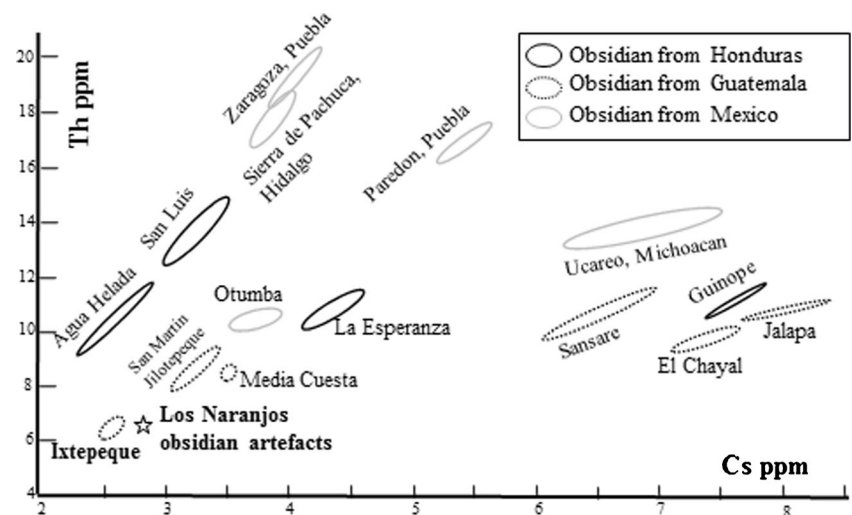 Th ppm
20
18
16
14
12
10
8
6
4
2
3
4
5
6
7
8
Cs ppm
Obsidian from Honduras
Obsidian from Guatemala
Obsidian from Mexico
Zaragoza, Puebla
Sierra de Pachuca,
Hidalgo
Paredon, Puebla
San Luis
Ucareo, Michoacan
Agua Helada
Otumba
La Esperanza
Guinope
San Martin
Jilotepeque
Sansare
Jalapa
El Chayal
Media Cuesta
Los Naranjos
obsidian artefacts
Ixtepeque